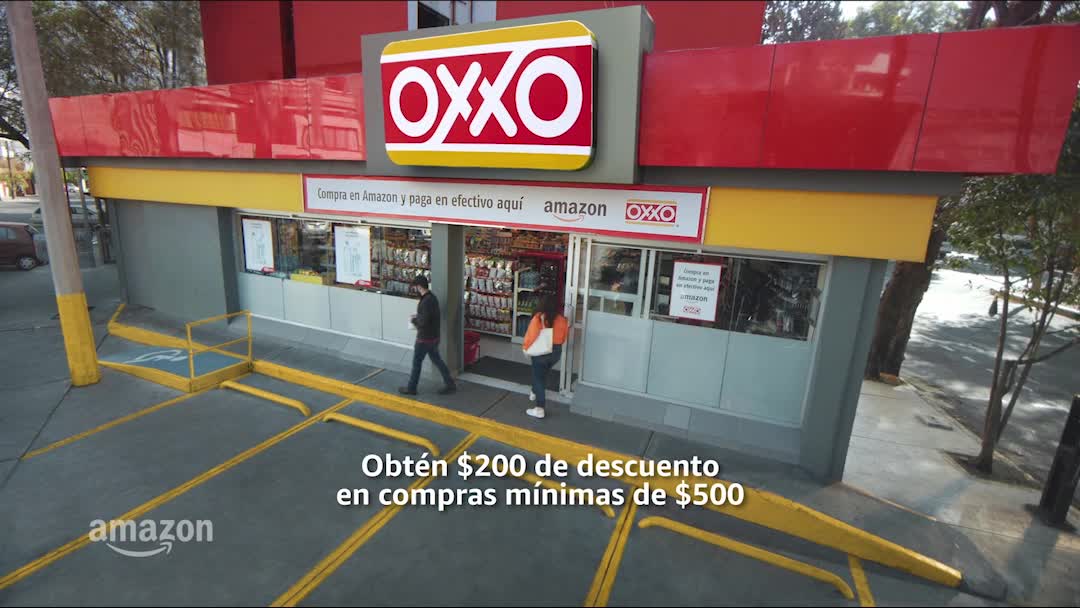 OXXO
Compra en Amazon y paga en efectivo aquí amazon OXXO
Compra en
Amazon y paga
en efectivo aquí
amazon
OXXO
Obtén $200 de descuento
en compras mínimas de $500
amazon